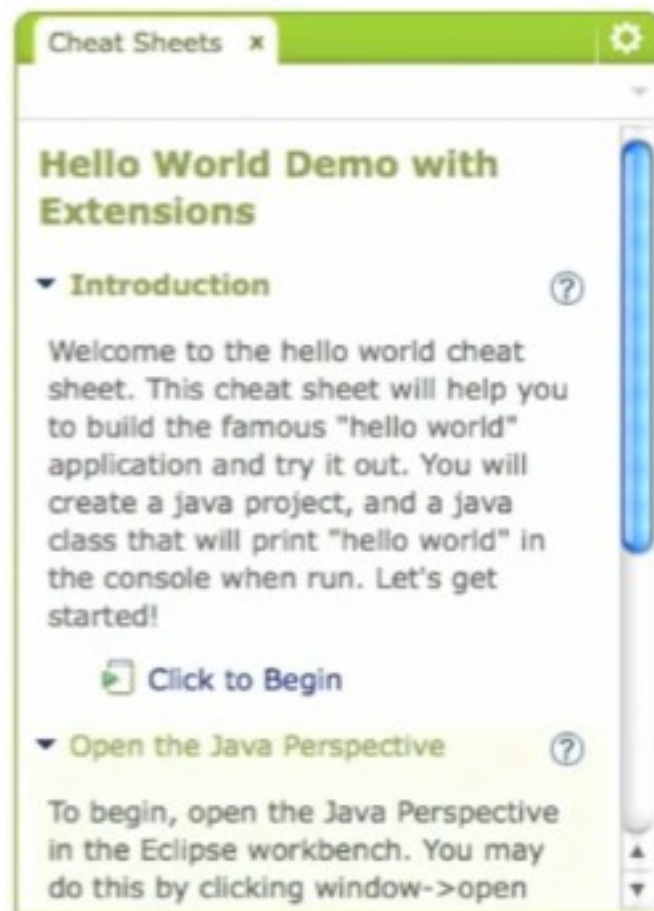 Cheat Sheets ×
Hello World Demo with
Extensions
Introduction ?
Welcome to the hello world cheat
sheet. This cheat sheet will help you
to build the famous "hello world"
application and try it out. You will
create a java project, and a java
class that will print "hello world" in
the console when run. Let's get
started!
Click to Begin
Open the Java Perspective ?
To begin, open the Java Perspective
in the Eclipse workbench. You may
do this by clicking window->open